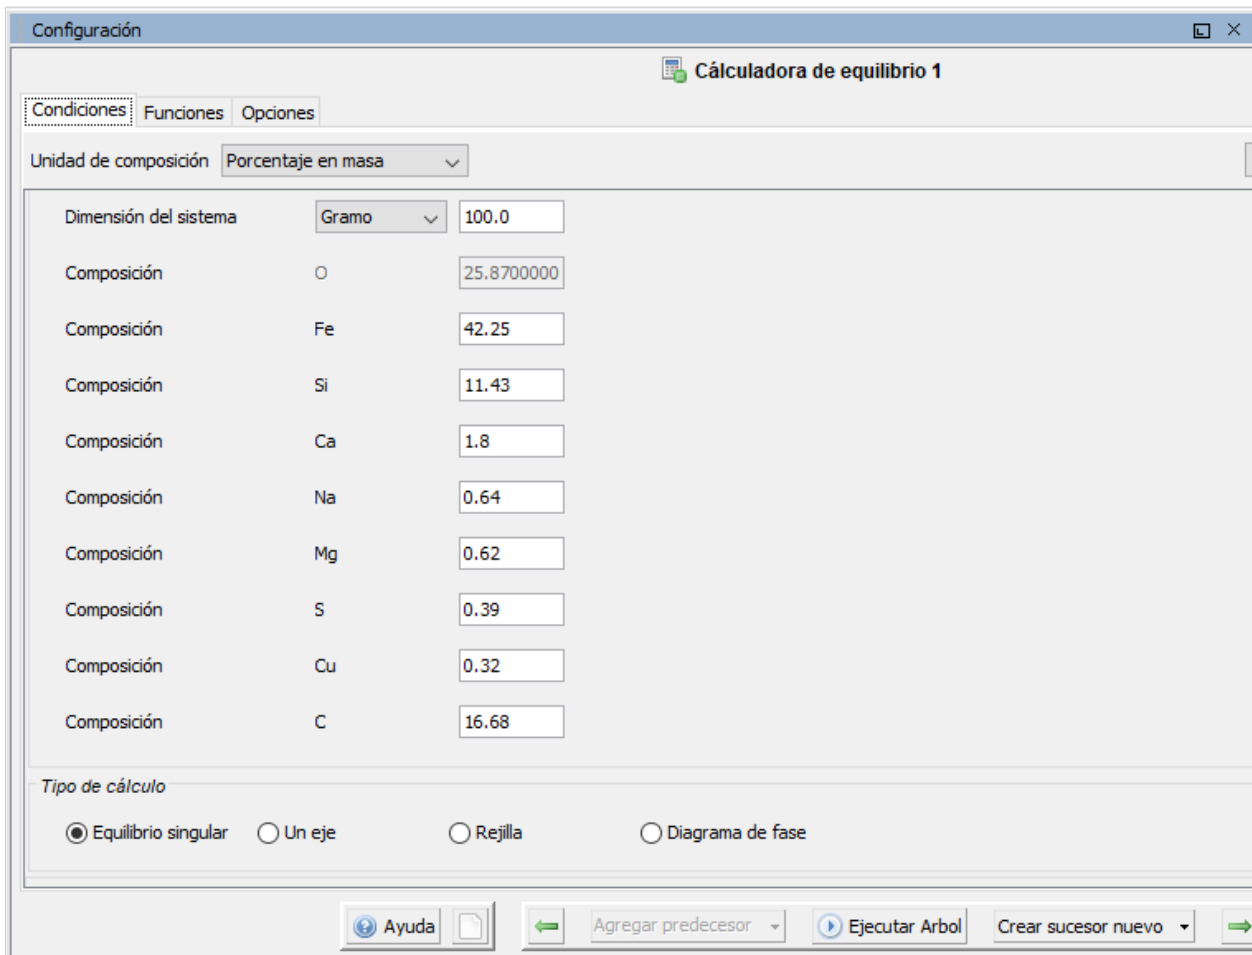 Configuración
Cálculadora de equilibrio 1
Condiciones Funciones Opciones
Unidad de composición Porcentaje en masa
Dimensión del sistema Gramo 100.0
Composición O 25.8700000
Composición Fe 42.25
Composición Si 11.43
Composición Ca 1.8
Composición Na 0.64
Composición Mg 0.62
Composición S 0.39
Composición Cu 0.32
Composición C 16.68
Tipo de cálculo
Equilibrio singular Un eje Rejilla Diagrama de fase
Ayuda Agregar predecesor Ejecutar Arbol Crear sucesor nuevo